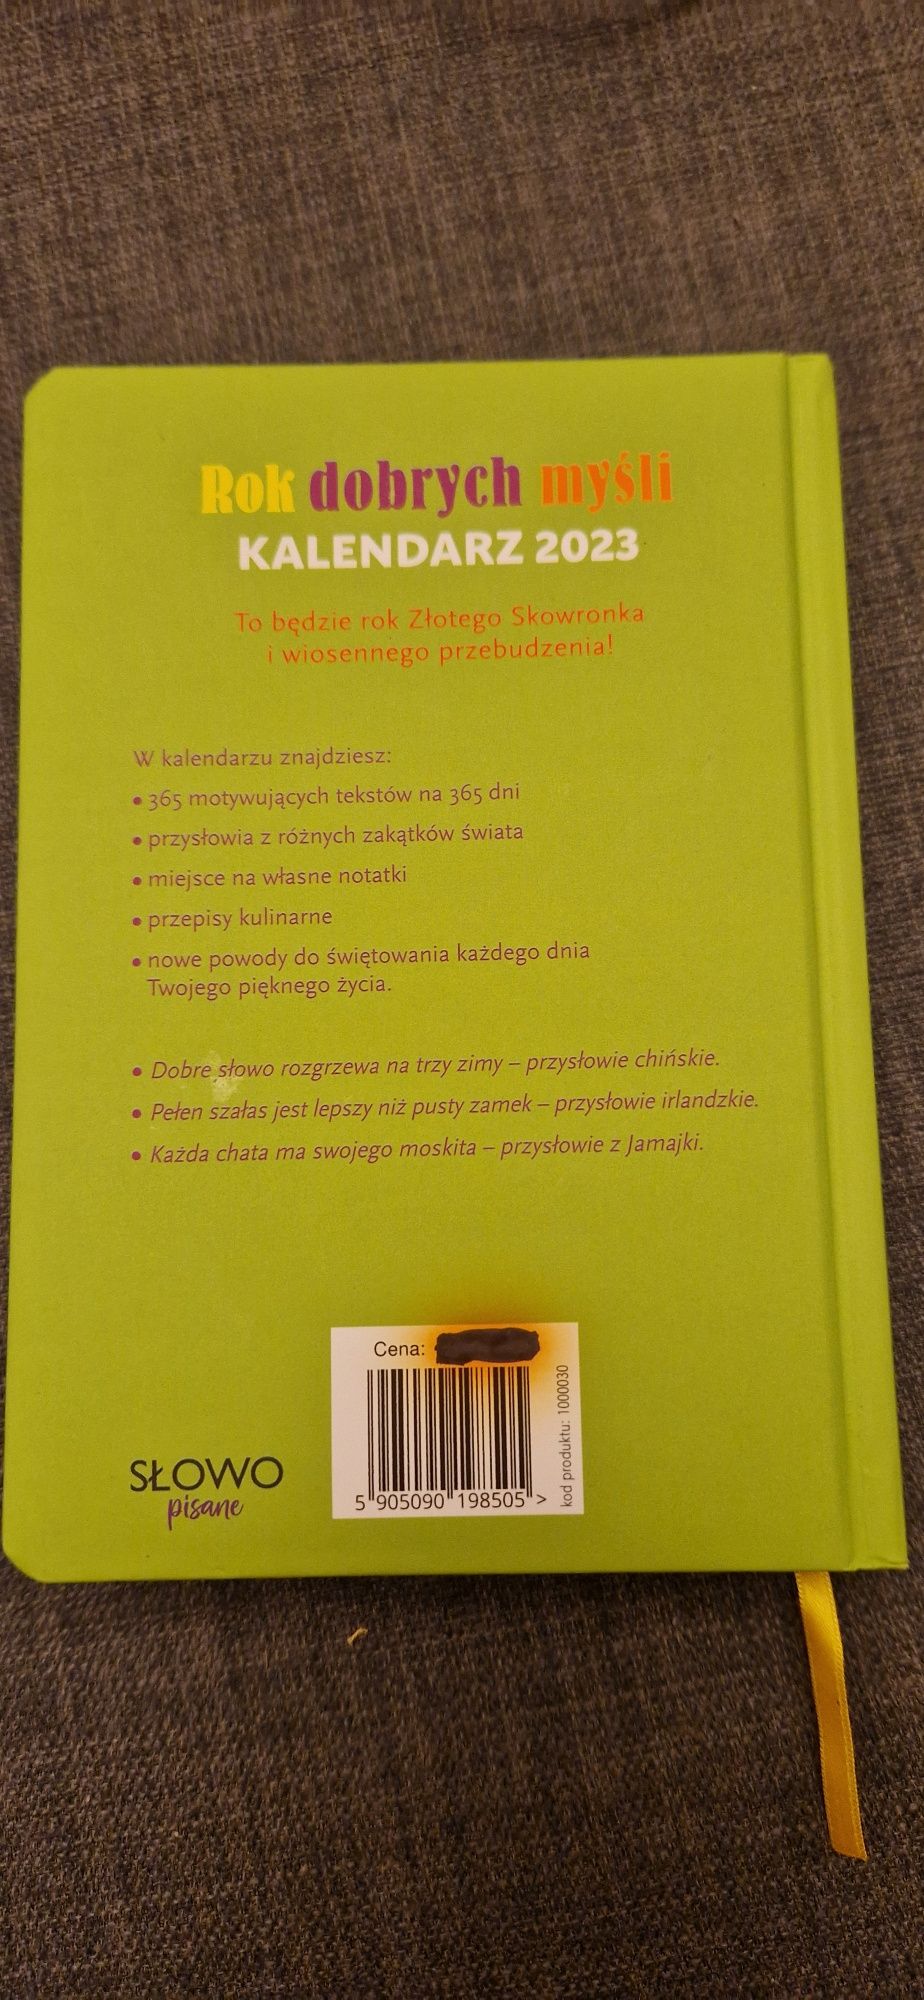 Rok dobrych myśli
KALENDARZ 2023
To będzie rok Złotego Skowronka
i wiosennego przebudzenia!
W kalendarzu znajdziesz:
• 365 motywujących tekstów na 365 dni
• przysłowia z różnych zakątków świata
• miejsce na własne notatki
• przepisy kulinarne
• nowe powody do świętowania każdego dnia
Twojego pięknego życia.
• Dobre słowo rozgrzewa na trzy zimy – przysłowie chińskie.
• Pełen szałas jest lepszy niż pusty zamek – przysłowie irlandzkie.
• Każda chata ma swojego moskita – przysłowie z Jamajki.
SŁOWO
pisane
Cena:
5 905090 198505 >
kod produktu: 1000030